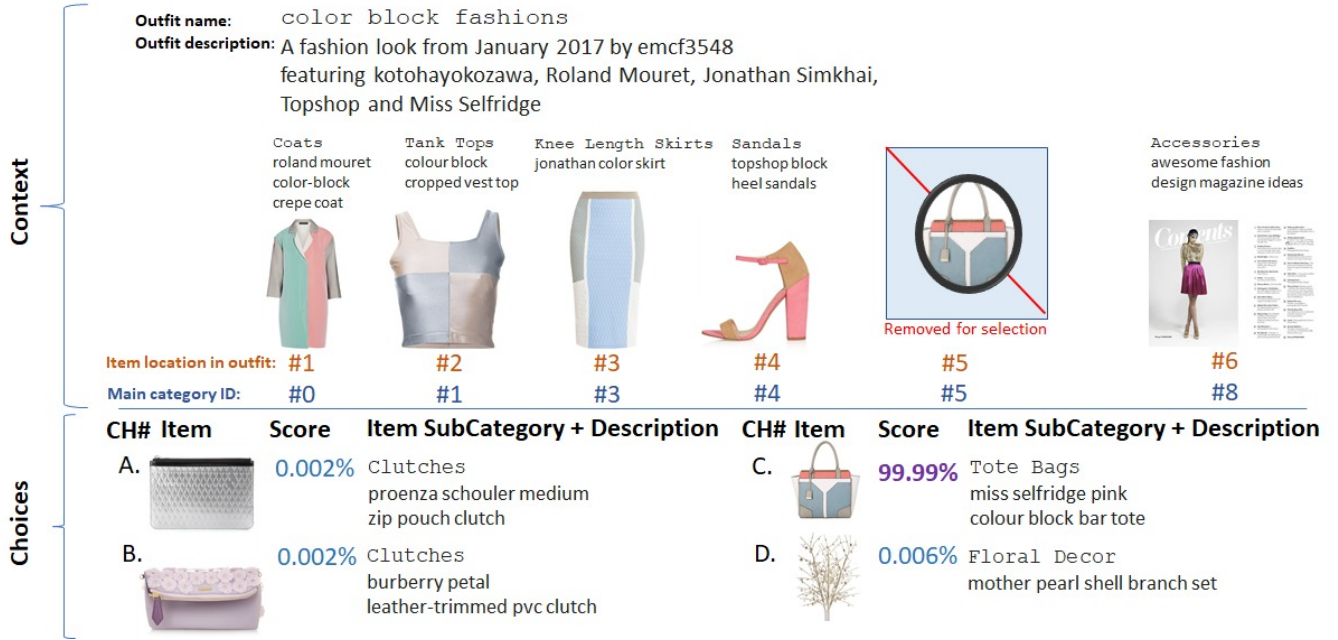 Context
Outfit name: color block fashions
Outfit description: A fashion look from January 2017 by emcf3548
featuring kotohayokozawa, Roland Mouret, Jonathan Simkhai,
Topshop and Miss Selfridge
Coats
roland mouret
color-block
crepe coat
Tank Tops
colour block
cropped vest top
Knee Length Skirts
jonathan color skirt
Sandals
topshop block
heel sandals
Removed for selection
Accessories
awesome fashion
design magazine ideas
Contents
Item location in outfit: #1 #2 #3 #4 #5 #6
Main category ID: #0 #1 #3 #4 #5 #8
Choices
CH# Item Score Item SubCategory + Description
A. 0.002% Clutches
proenza schouler medium
zip pouch clutch
B. 0.002% Clutches
burberry petal
leather-trimmed pvc clutch
CH# Item Score Item SubCategory + Description
C. 99.99% Tote Bags
miss selfridge pink
colour block bar tote
D. 0.006% Floral Decor
mother pearl shell branch set